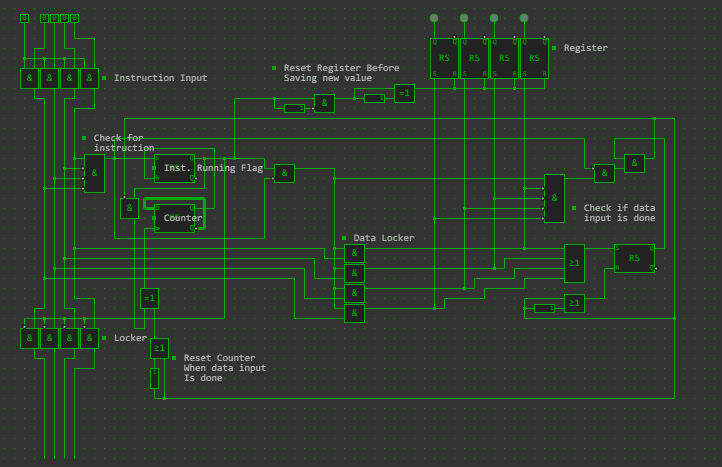 Register
Reset Register Before
Saving new value
Instruction Input
=1
&
RS RS RS RS
& & & &
Check for
instruction
Inst. Running Flag
&
&
&
&
&
&
Counter
Check if data
input is done
Data Locker
&
&
&
&
≥1
RS
=1
≥1
& & & &
Locker
≥1
Reset Counter
When data input
Is done